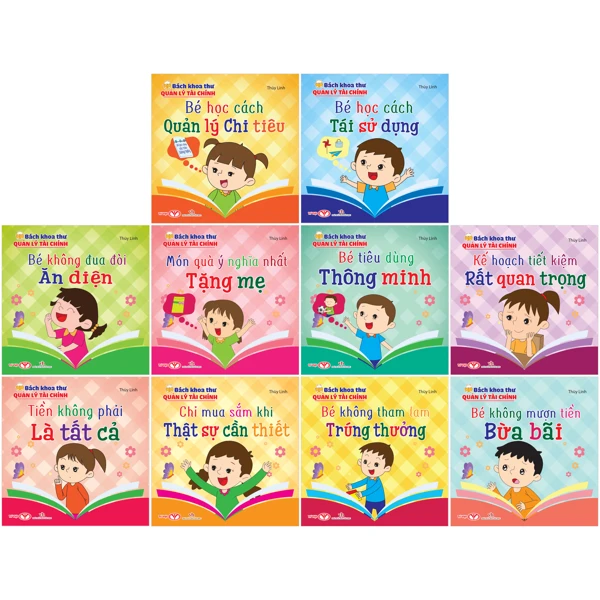 Bách khoa thư
QUẢN LÝ TÀI CHÍNH
Thùy Linh
Bé học cách
Quản lý Chi tiêu
Bách khoa thư
QUẢN LÝ TÀI CHÍNH
Thùy Linh
Bé học cách
Tái sử dụng
Bách khoa thư
QUẢN LÝ TÀI CHÍNH
Thùy Linh
Bé không đua đòi
Ăn diện
Bách khoa thư
QUẢN LÝ TÀI CHÍNH
Thùy Linh
Món quà ý nghĩa nhất
Tặng mẹ
Bách khoa thư
QUẢN LÝ TÀI CHÍNH
Thùy Linh
Bé tiêu dùng
Thông minh
Bách khoa thư
QUẢN LÝ TÀI CHÍNH
Thùy Linh
Kế hoạch tiết kiệm
Rất quan trọng
Bách khoa thư
QUẢN LÝ TÀI CHÍNH
Thùy Linh
Tiền không phải
Là tất cả
Bách khoa thư
QUẢN LÝ TÀI CHÍNH
Thùy Linh
Chỉ mua sắm khi
Thật sự cần thiết
Bách khoa thư
QUẢN LÝ TÀI CHÍNH
Thùy Linh
Bé không tham lam
Trúng thưởng
Bách khoa thư
QUẢN LÝ TÀI CHÍNH
Thùy Linh
Bé không mượn tiền
Bừa bãi